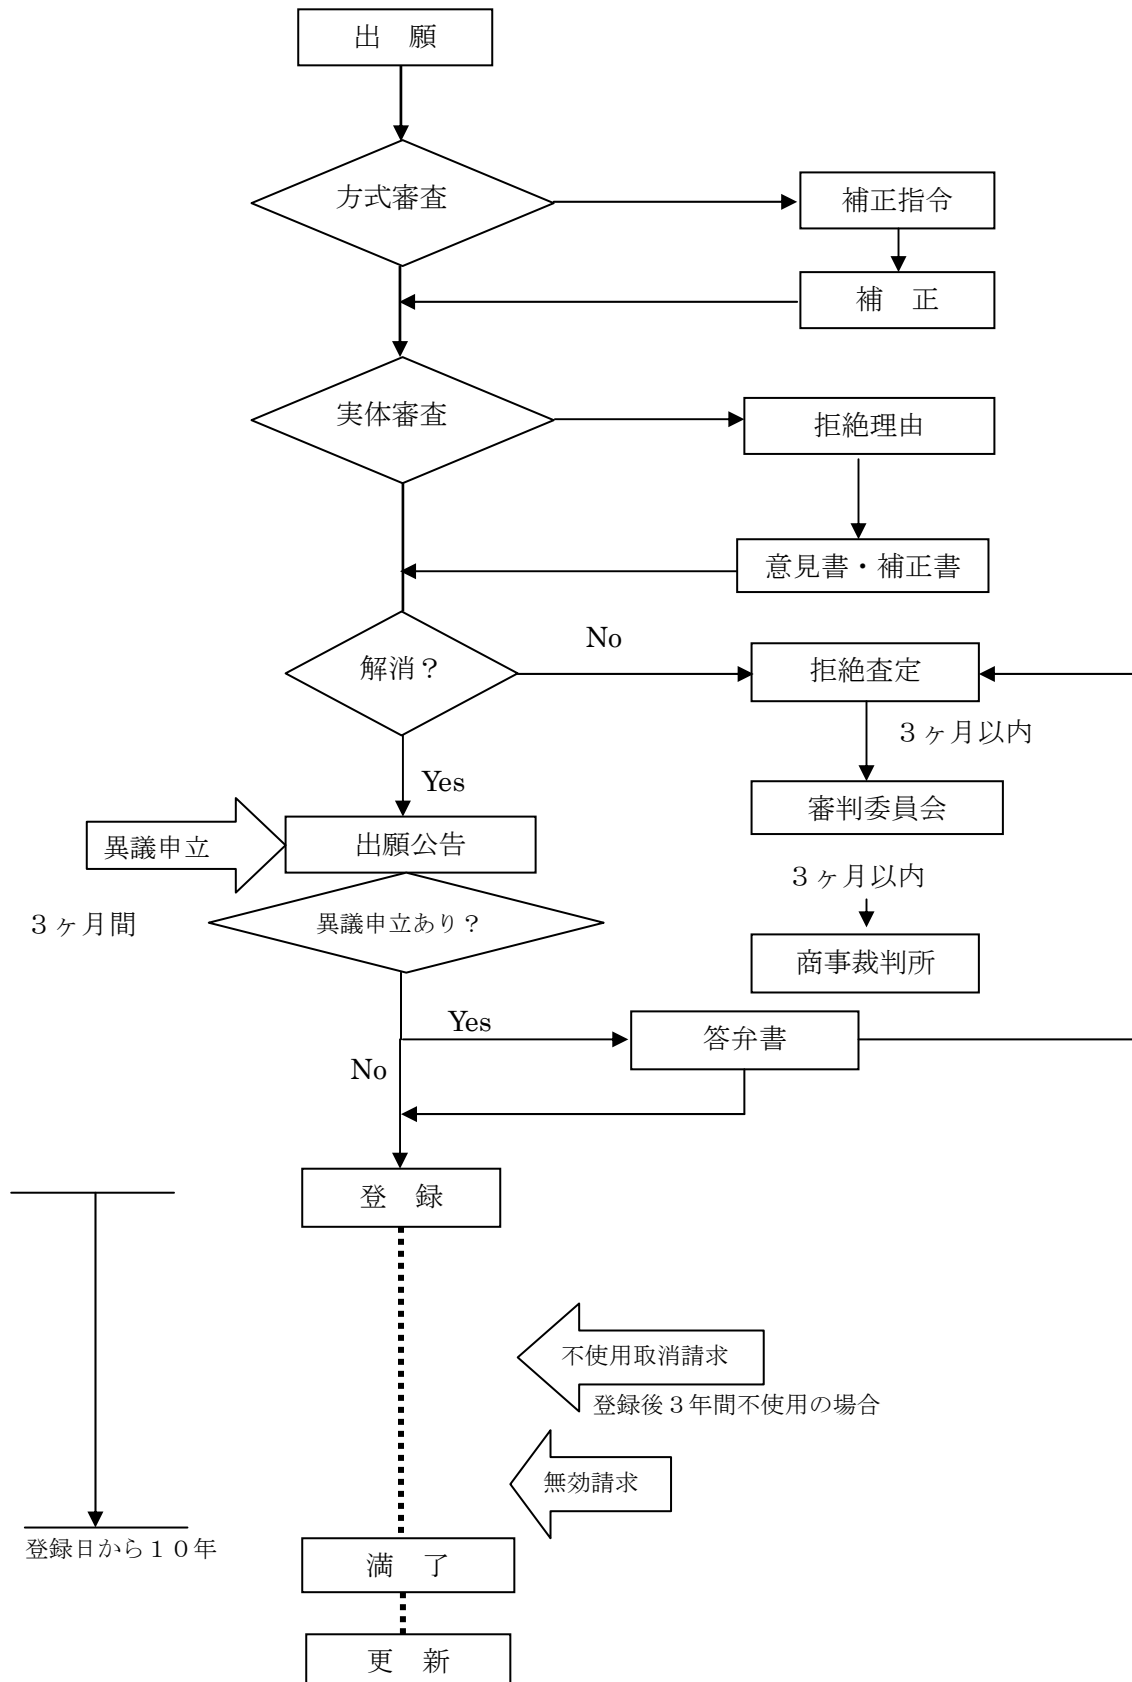 出　願
方式審査
補正指令
補　正
実体審査
拒絶理由
意見書・補正書
No
解消？
拒絶査定
３ヶ月以内
Yes
審判委員会
異議申立
出願公告
３ヶ月以内
３ヶ月間
異議申立あり？
商事裁判所
Yes
答弁書
No
登　録
不使用取消請求
登録後３年間不使用の場合
無効請求
登録日から１０年
満　了
更　新